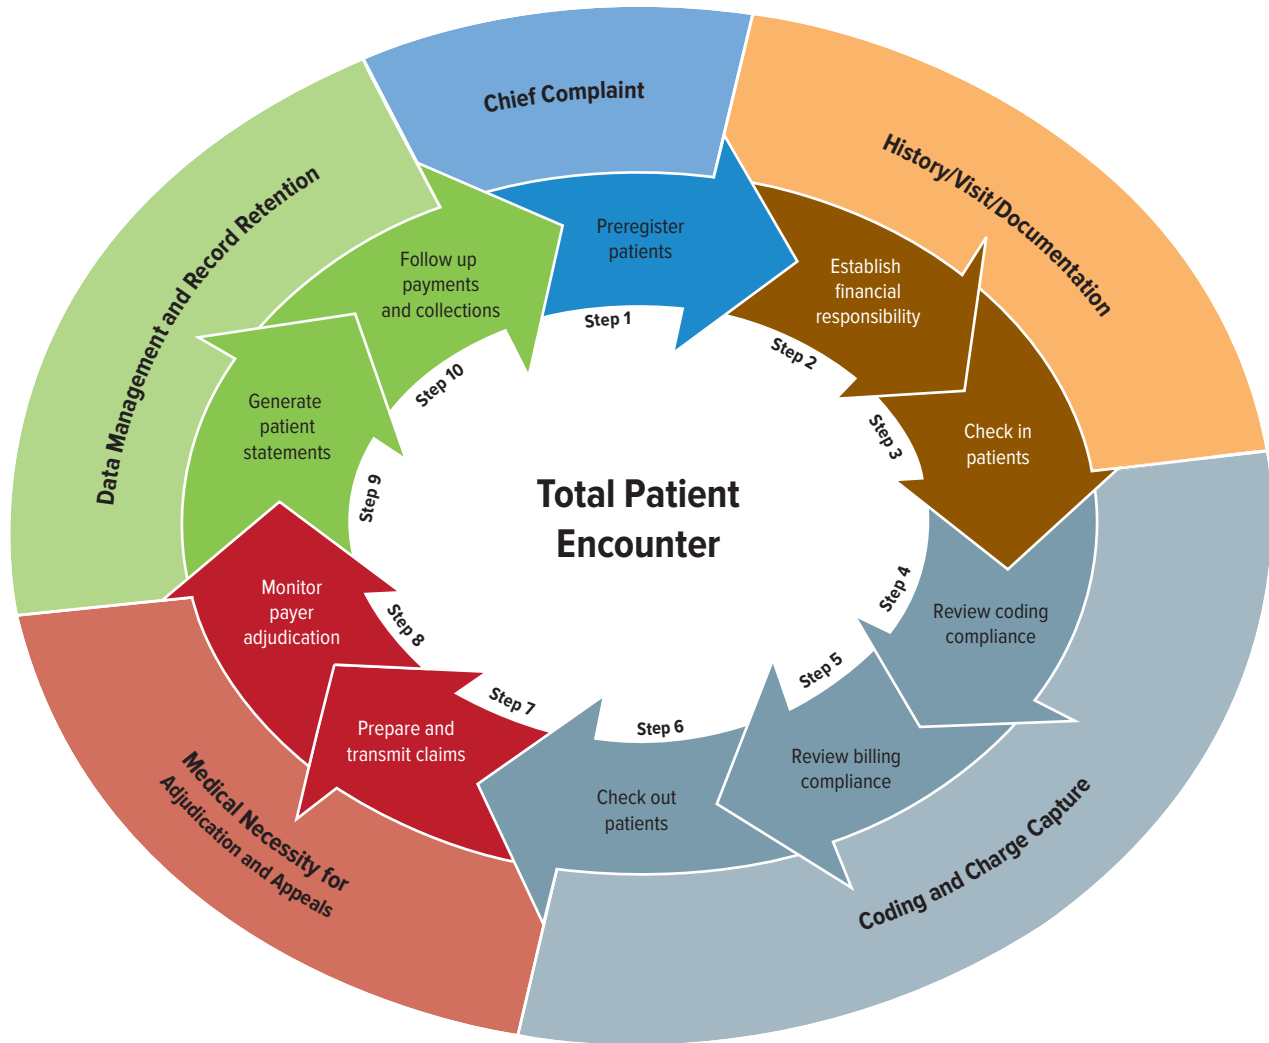 Chief Complaint
History/Visit/Documentation
Coding and Charge Capture
Medical Necessity for
Adjudication and Appeals
Data Management and Record Retention
Preregister
patients
Step 1
Establish
financial
responsibility
Step 2
Check in
patients
Step 3
Review coding
compliance
Step 4
Review billing
compliance
Step 5
Check out
patients
Step 6
Prepare and
transmit claims
Step 7
Monitor
payer
adjudication
Step 8
Generate
patient
statements
Step 9
Follow up
payments
and collections
Step 10
Total Patient
Encounter